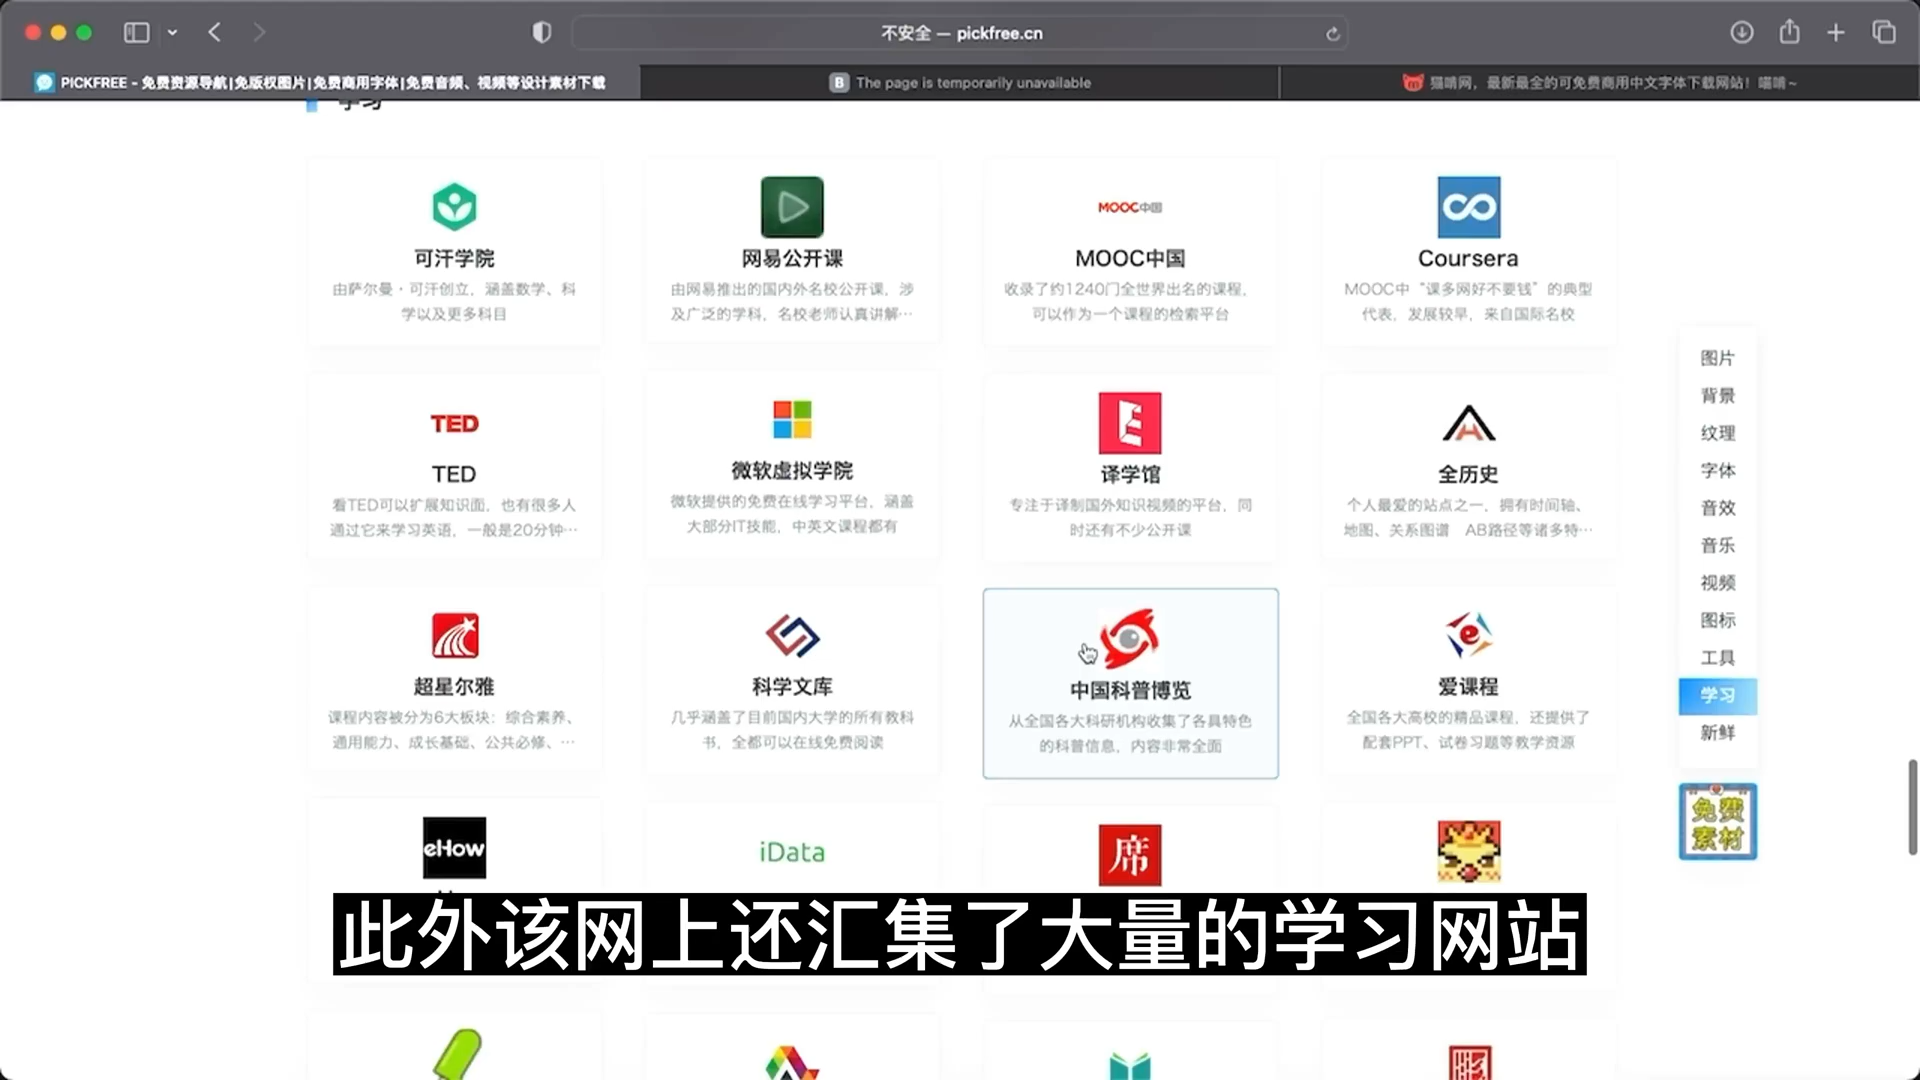 不安全 — pickfree.cn
PICKFREE - 免费资源导航|免版权图片|免费商用字体|免费音频、视频等设计素材下载
B The page is temporarily unavailable
猫啃网，最新最全的可免费商用中文字体下载网站！喵啃~
学习
可汗学院
由萨尔曼·可汗创立，涵盖数学、科
学以及更多科目
网易公开课
由网易推出的国内外名校公开课，涉
及广泛的学科，名校老师认真讲解…
MOOC中国
MOOC中国
收录了约1240门全世界出名的课程，
可以作为一个课程的检索平台
Coursera
MOOC中“课多网好不要钱”的典型
代表，发展较早，来自国际名校
TED
TED
看TED可以扩展知识面，也有很多人
通过它来学习英语，一般是20分钟…
微软虚拟学院
微软提供的免费在线学习平台，涵盖
大部分IT技能，中英文课程都有
译学馆
专注于译制国外知识视频的平台，同
时还有不少公开课
全历史
个人最爱的站点之一，拥有时间轴、
地图、关系图谱 AB路径等诸多特…
超星尔雅
课程内容被分为6大板块：综合素养、
通用能力、成长基础、公共必修、…
科学文库
几乎涵盖了目前国内大学的所有教科
书，全都可以在线免费阅读
中国科普博览
从全国各大科研机构收集了各具特色
的科普信息，内容非常全面
爱课程
全国各大高校的精品课程，还提供了
配套PPT、试卷习题等教学资源
eHow
iData
席
图片
背景
纹理
字体
音效
音乐
视频
图标
工具
学习
新鲜
免费
素材
此外该网上还汇集了大量的学习网站